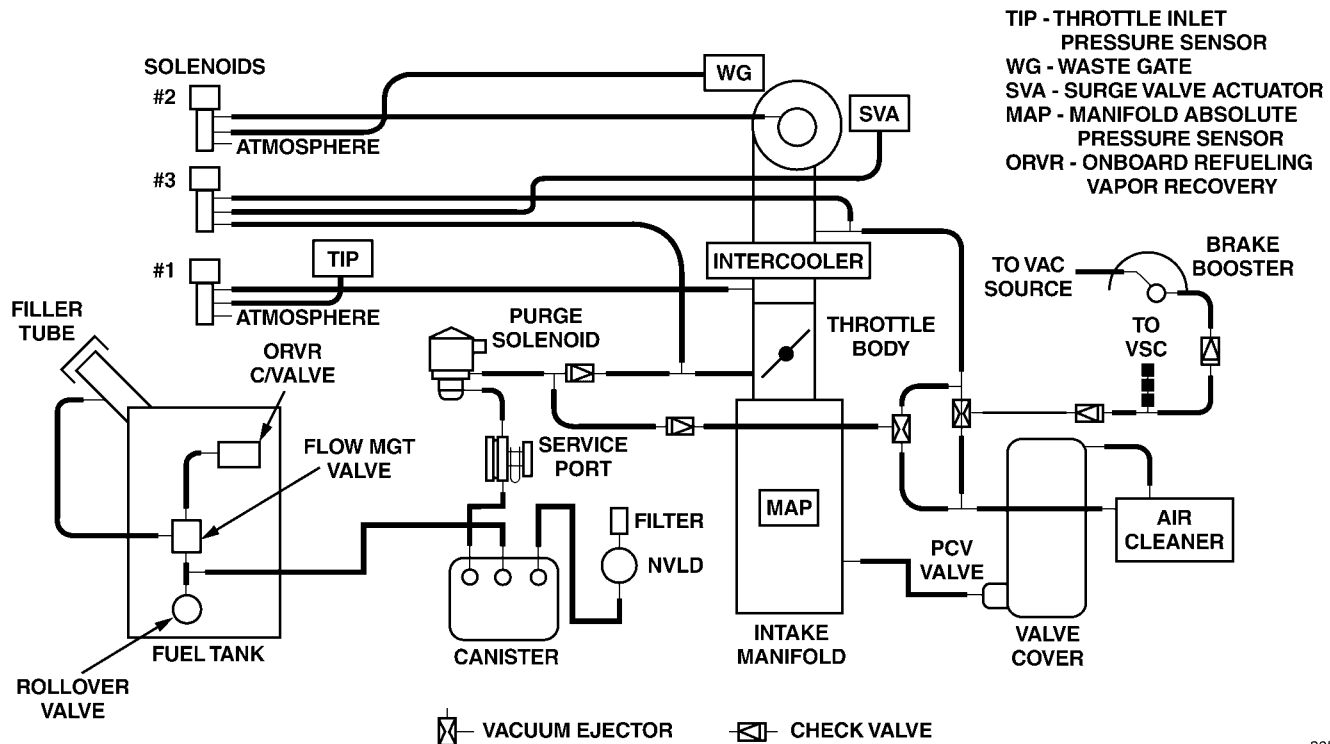 TIP - THROTTLE INLET
PRESSURE SENSOR
WG - WASTE GATE
SVA - SURGE VALVE ACTUATOR
MAP - MANIFOLD ABSOLUTE
PRESSURE SENSOR
ORVR - ONBOARD REFUELING
VAPOR RECOVERY
SOLENOIDS
#2
ATMOSPHERE
WG
SVA
#3
#1
TIP
ATMOSPHERE
INTERCOOLER
TO VAC
SOURCE
BRAKE
BOOSTER
TO
VSC
FILLER
TUBE
ORVR
C/VALVE
PURGE
SOLENOID
THROTTLE
BODY
FLOW MGT
VALVE
SERVICE
PORT
MAP
FILTER
NVLD
PCV
VALVE
AIR
CLEANER
FUEL TANK
CANISTER
INTAKE
MANIFOLD
VALVE
COVER
ROLLOVER
VALVE
VACUUM EJECTOR
CHECK VALVE